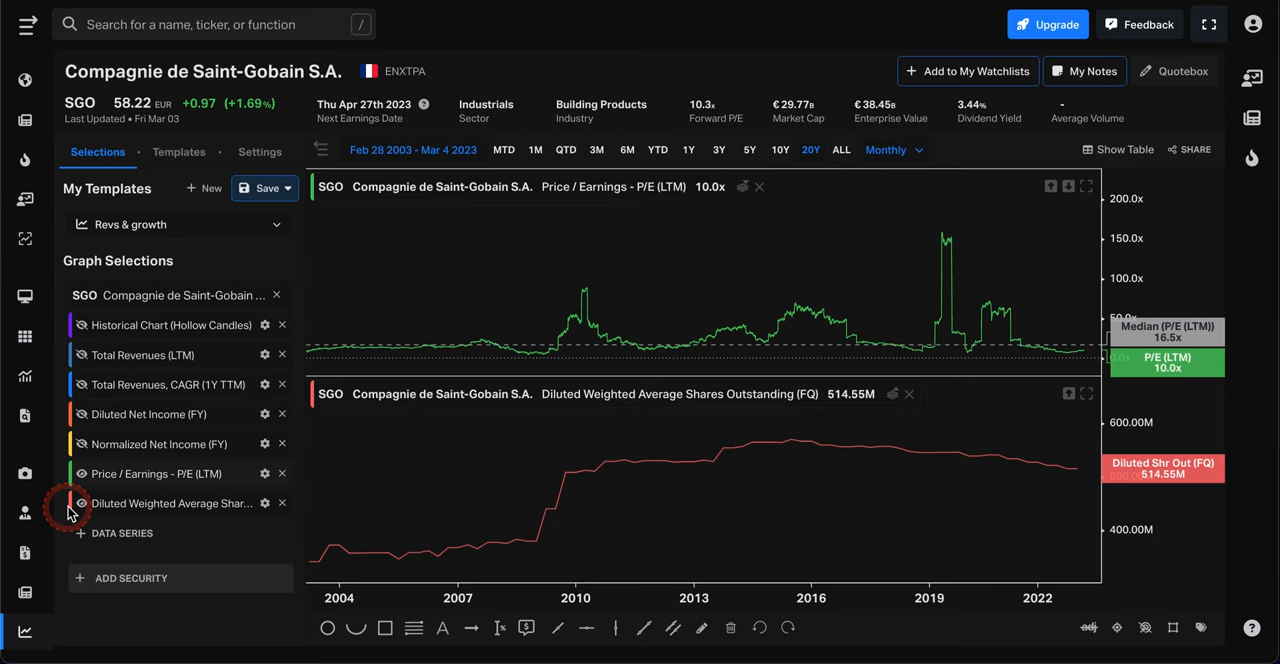 Search for a name, ticker, or function /
Upgrade
Feedback
Compagnie de Saint-Gobain S.A. ENXTPA
+ Add to My Watchlists
My Notes
Quotebox
SGO 58.22 EUR +0.97 (+1.69%)
Last Updated • Fri Mar 03
Thu Apr 27th 2023 ?
Next Earnings Date
Industrials
Sector
Building Products
Industry
10.3x
Forward P/E
€29.77B
Market Cap
€38.45B
Enterprise Value
3.44%
Dividend Yield
-
Average Volume
Selections • Templates • Settings
Feb 28 2003 - Mar 4 2023 MTD 1M QTD 3M 6M YTD 1Y 3Y 5Y 10Y 20Y ALL Monthly
Show Table
SHARE
My Templates
+ New
Save
Revs & growth
Graph Selections
SGO Compagnie de Saint-Gobain ...
Historical Chart (Hollow Candles)
Total Revenues (LTM)
Total Revenues, CAGR (1Y TTM)
Diluted Net Income (FY)
Normalized Net Income (FY)
Price / Earnings - P/E (LTM)
Diluted Weighted Average Shar...
+ DATA SERIES
+ ADD SECURITY
SGO Compagnie de Saint-Gobain S.A. Price / Earnings - P/E (LTM) 10.0x
200.0x
150.0x
100.0x
50.0x
Median (P/E (LTM))
16.5x
0.0x
P/E (LTM)
10.0x
SGO Compagnie de Saint-Gobain S.A. Diluted Weighted Average Shares Outstanding (FQ) 514.55M
600.00M
Diluted Shr Out (FQ)
514.55M
400.00M
2004 2007 2010 2013 2016 2019 2022
A
adj
?